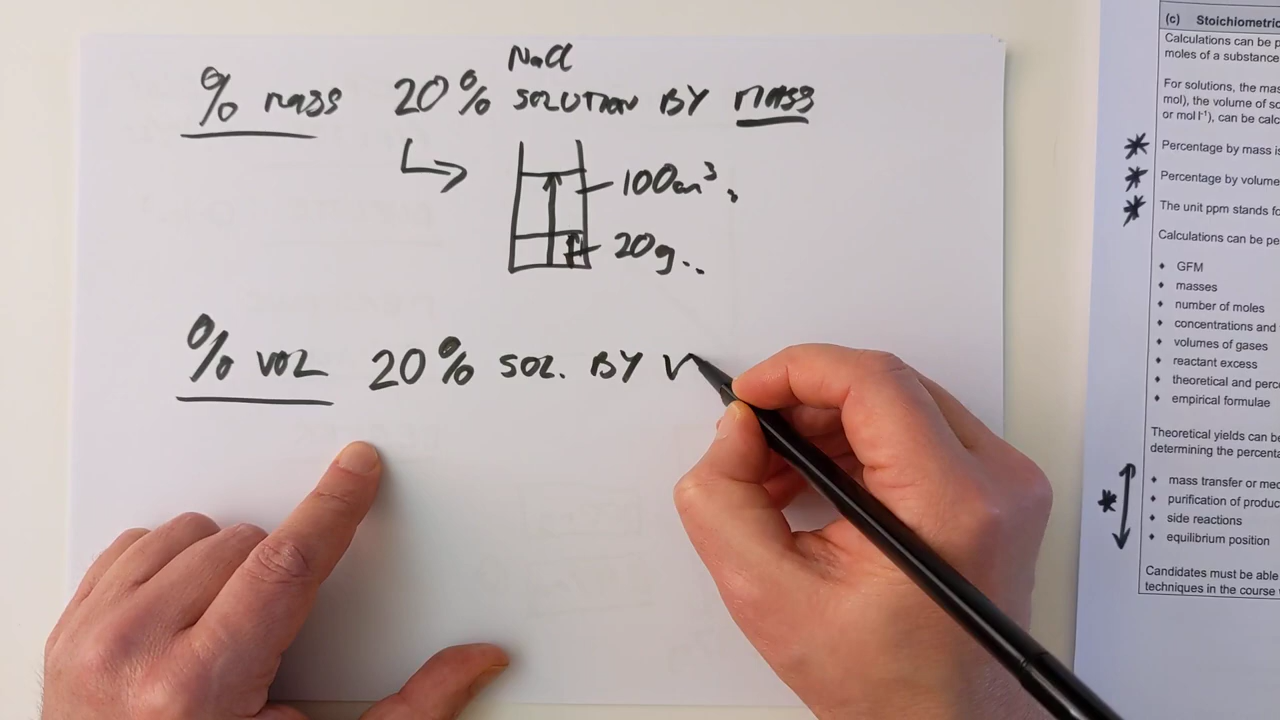 NaCl
% mass 20% SOLUTION BY MASS
100cm³
20g..
% VOL 20% SOL. BY V
(c) Stoichiometric
Calculations can be p
moles of a substance
For solutions, the mas
mol), the volume of so
or mol l⁻¹), can be calc
* Percentage by mass is
* Percentage by volume
* The unit ppm stands fo
Calculations can be pe
♦ GFM
♦ masses
♦ number of moles
♦ concentrations and
♦ volumes of gases
♦ reactant excess
♦ theoretical and perc
♦ empirical formulae
Theoretical yields can be
determining the percenta
♦ mass transfer or mec
* ♦ purification of produc
♦ side reactions
♦ equilibrium position
Candidates must be able
techniques in the course